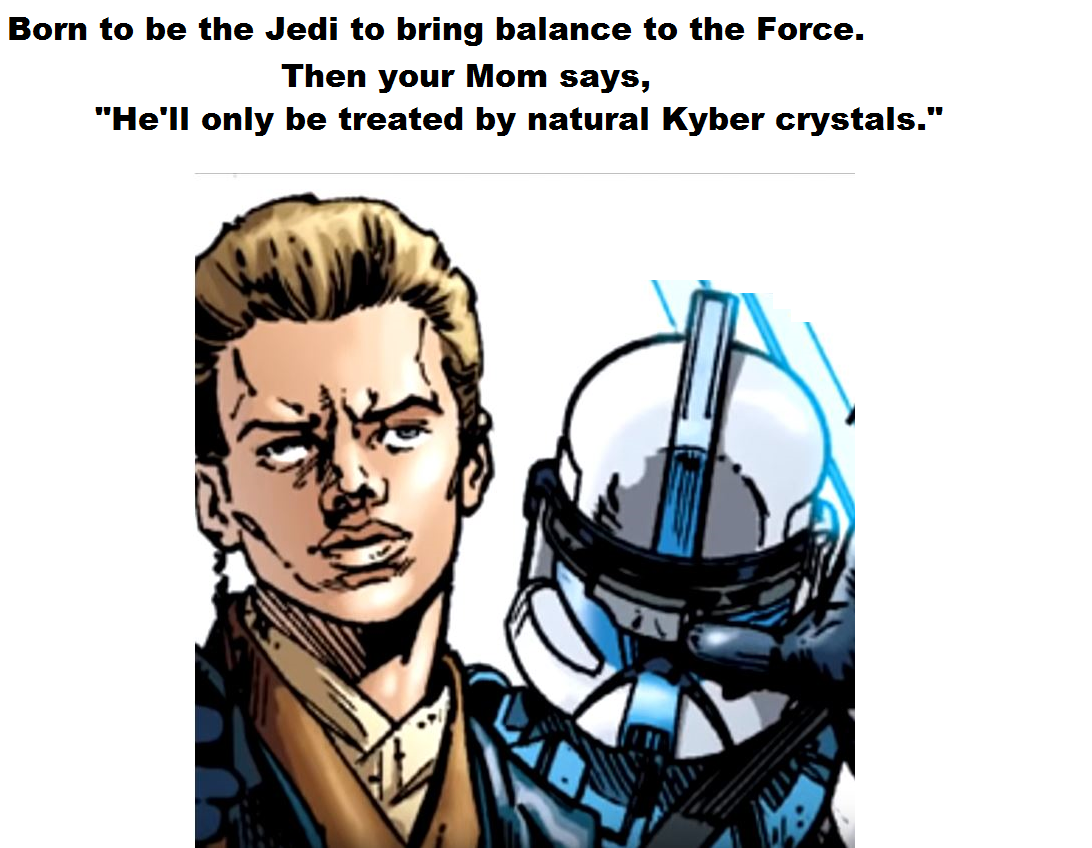 Born to be the Jedi to bring balance to the Force.
Then your Mom says,
"He'll only be treated by natural Kyber crystals."